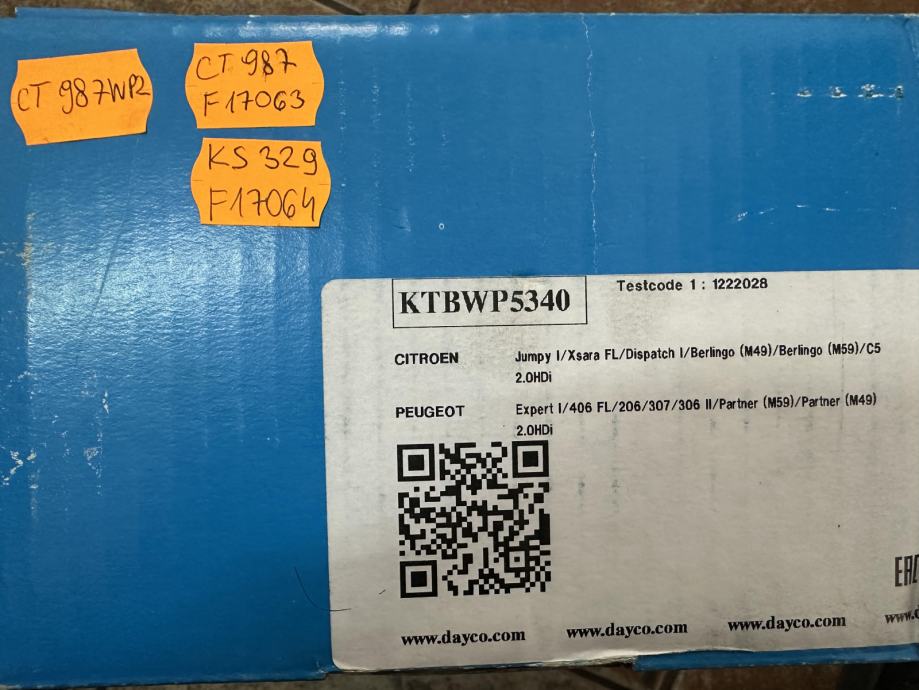 CT 987WP2
CT 987
F17063
KS 329
F17064
KTBWP5340
Testcode 1 : 1222028
CITROEN Jumpy I/Xsara FL/Dispatch I/Berlingo (M49)/Berlingo (M59)/C5
2.0HDi
PEUGEOT Expert I/406 FL/206/307/306 II/Partner (M59)/Partner (M49)
2.0HDi
www.dayco.com www.dayco.com www.dayco.com